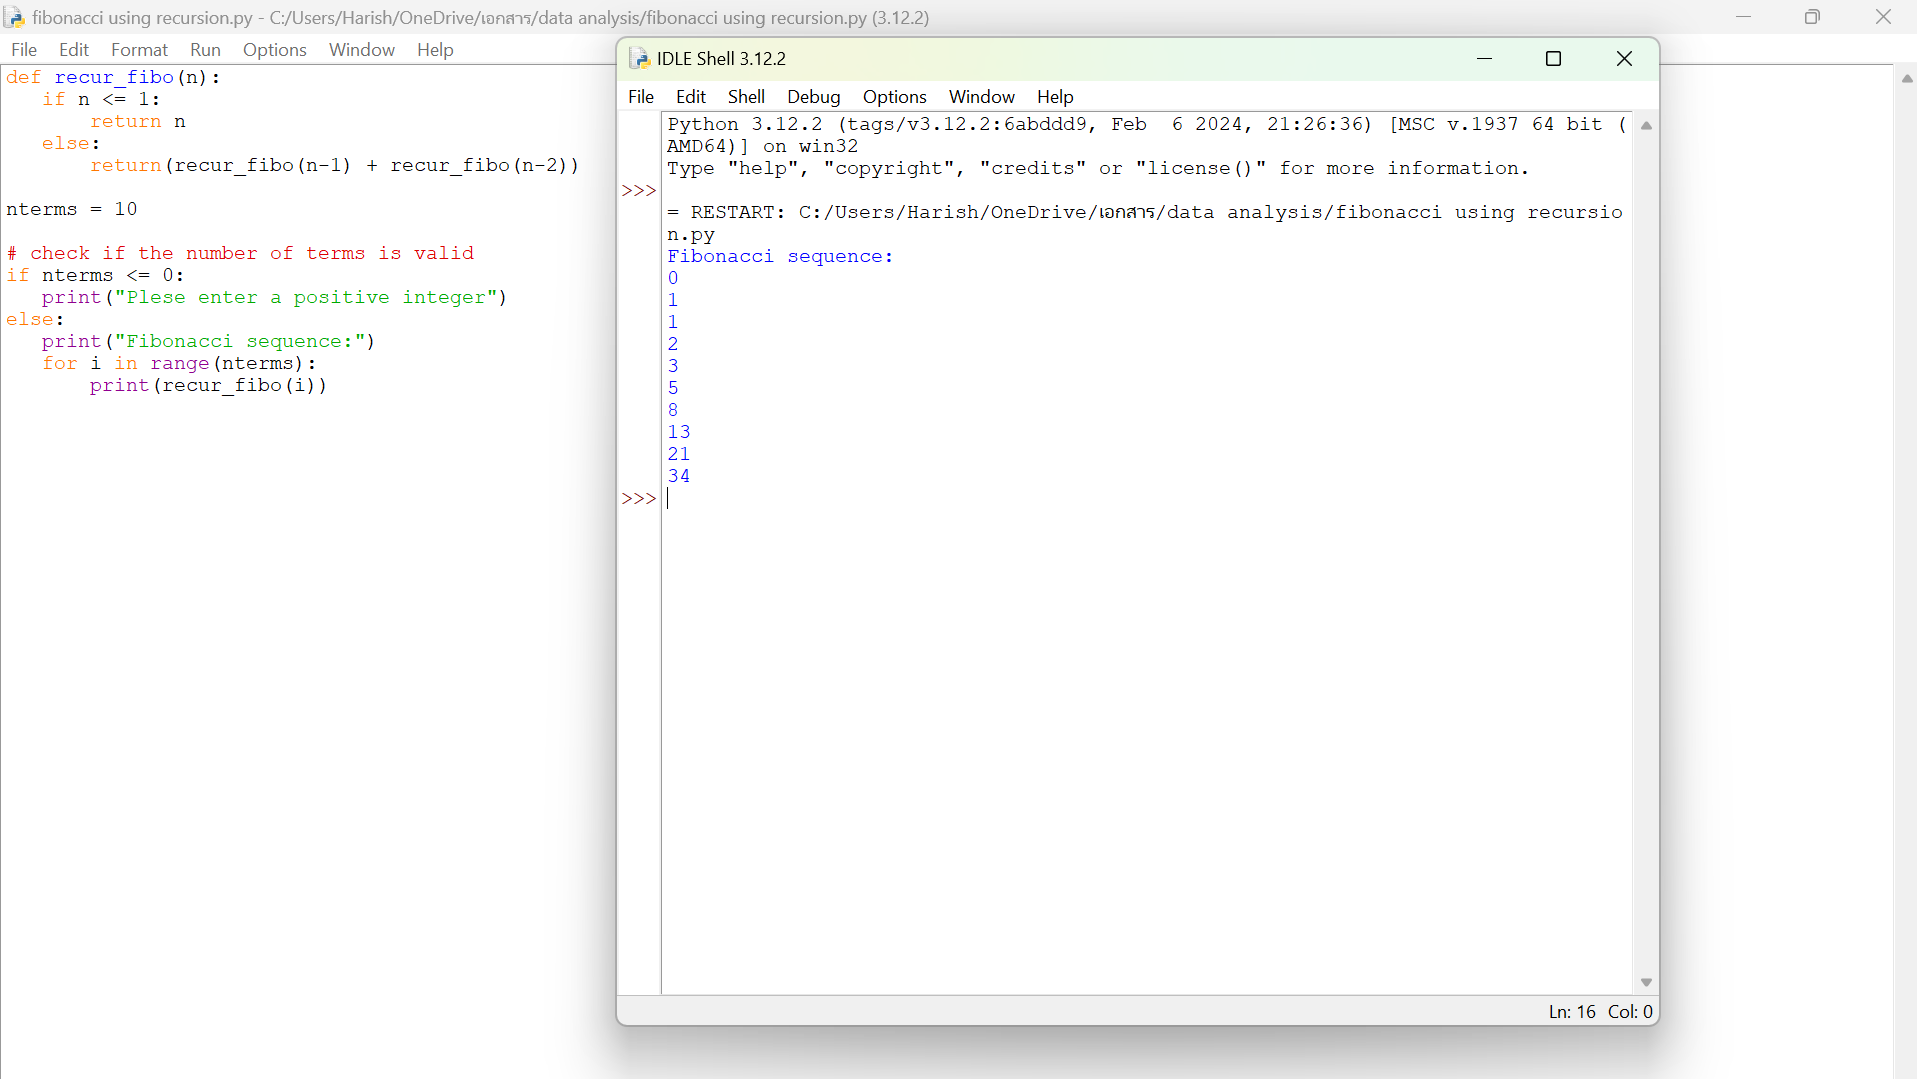 fibonacci using recursion.py - C:/Users/Harish/OneDrive/เอกสาร/data analysis/fibonacci using recursion.py (3.12.2)
File Edit Format Run Options Window Help
def recur_fibo(n):
   if n <= 1:
       return n
   else:
       return(recur_fibo(n-1) + recur_fibo(n-2))
nterms = 10
# check if the number of terms is valid
if nterms <= 0:
   print("Plese enter a positive integer")
else:
   print("Fibonacci sequence:")
   for i in range(nterms):
       print(recur_fibo(i))
IDLE Shell 3.12.2
File Edit Shell Debug Options Window Help
Python 3.12.2 (tags/v3.12.2:6abddd9, Feb  6 2024, 21:26:36) [MSC v.1937 64 bit (
AMD64)] on win32
Type "help", "copyright", "credits" or "license()" for more information.
>>>
= RESTART: C:/Users/Harish/OneDrive/เอกสาร/data analysis/fibonacci using recursio
n.py
Fibonacci sequence:
0
1
1
2
3
5
8
13
21
34
>>>
Ln: 16 Col: 0